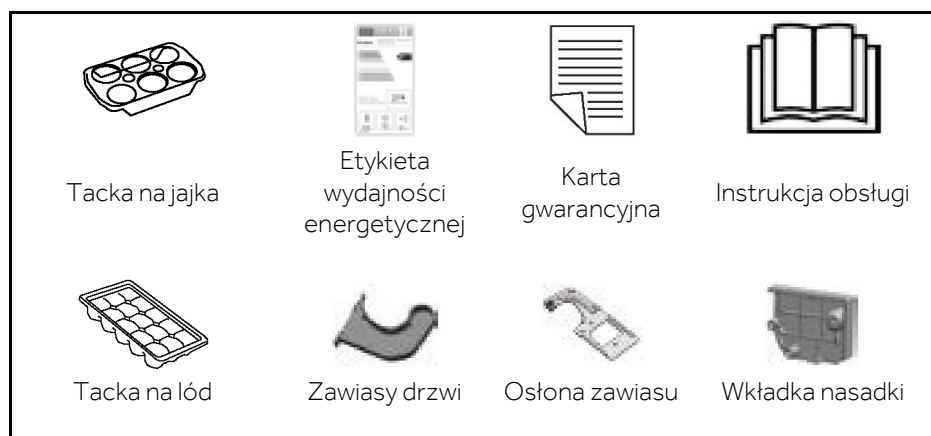 Tacka na jajka
Etykieta
wydajności
energetycznej
Karta
gwarancyjna
Instrukcja obsługi
Tacka na lód
Zawiasy drzwi
Osłona zawiasu
Wkładka nasadki